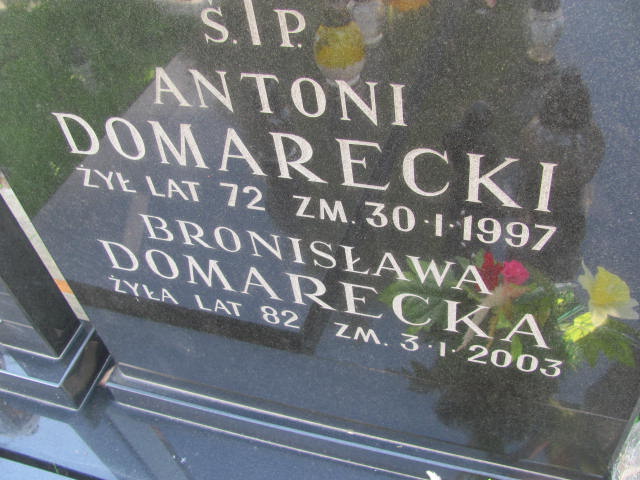 Ś.†P.
ANTONI
DOMARECKI
ŻYŁ LAT 72 ZM. 30·1·1997
BRONISŁAWA
DOMARECKA
ŻYŁA LAT 82 ZM. 3·1·2003